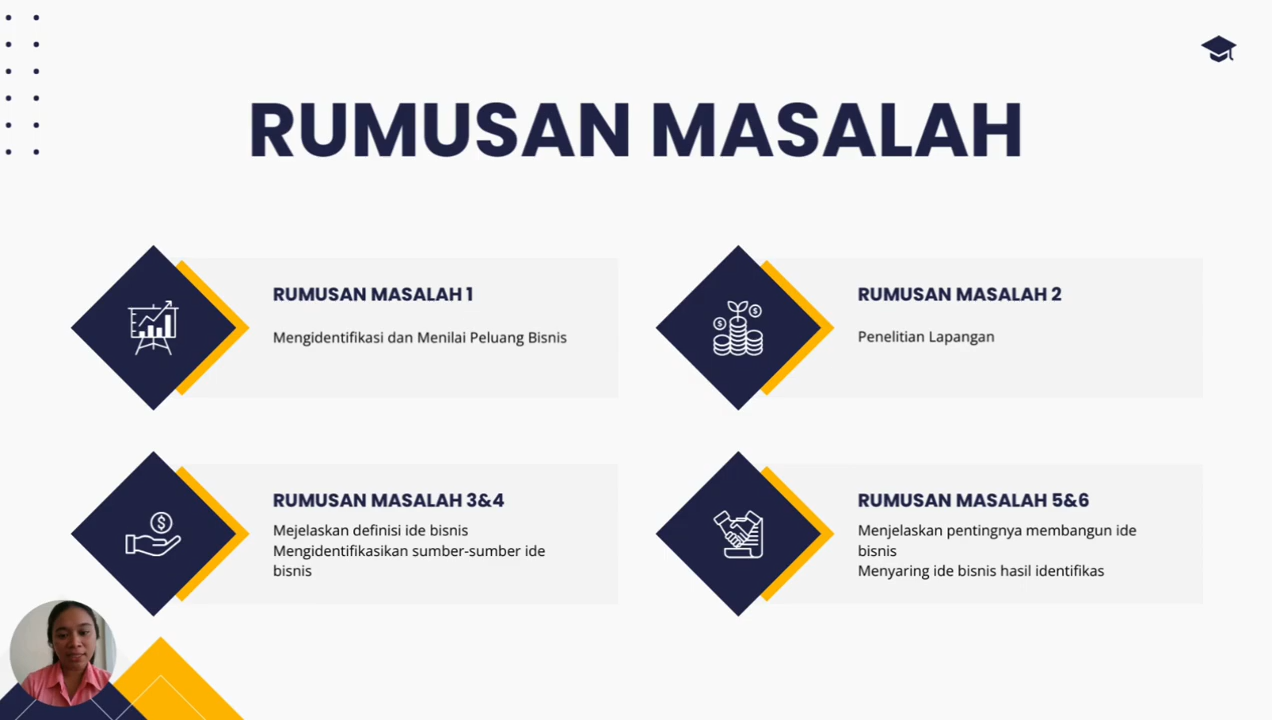 RUMUSAN MASALAH
RUMUSAN MASALAH 1
Mengidentifikasi dan Menilai Peluang Bisnis
RUMUSAN MASALAH 2
Penelitian Lapangan
RUMUSAN MASALAH 3&4
Mejelaskan definisi ide bisnis
Mengidentifikasikan sumber-sumber ide
bisnis
RUMUSAN MASALAH 5&6
Menjelaskan pentingnya membangun ide
bisnis
Menyaring ide bisnis hasil identifikas